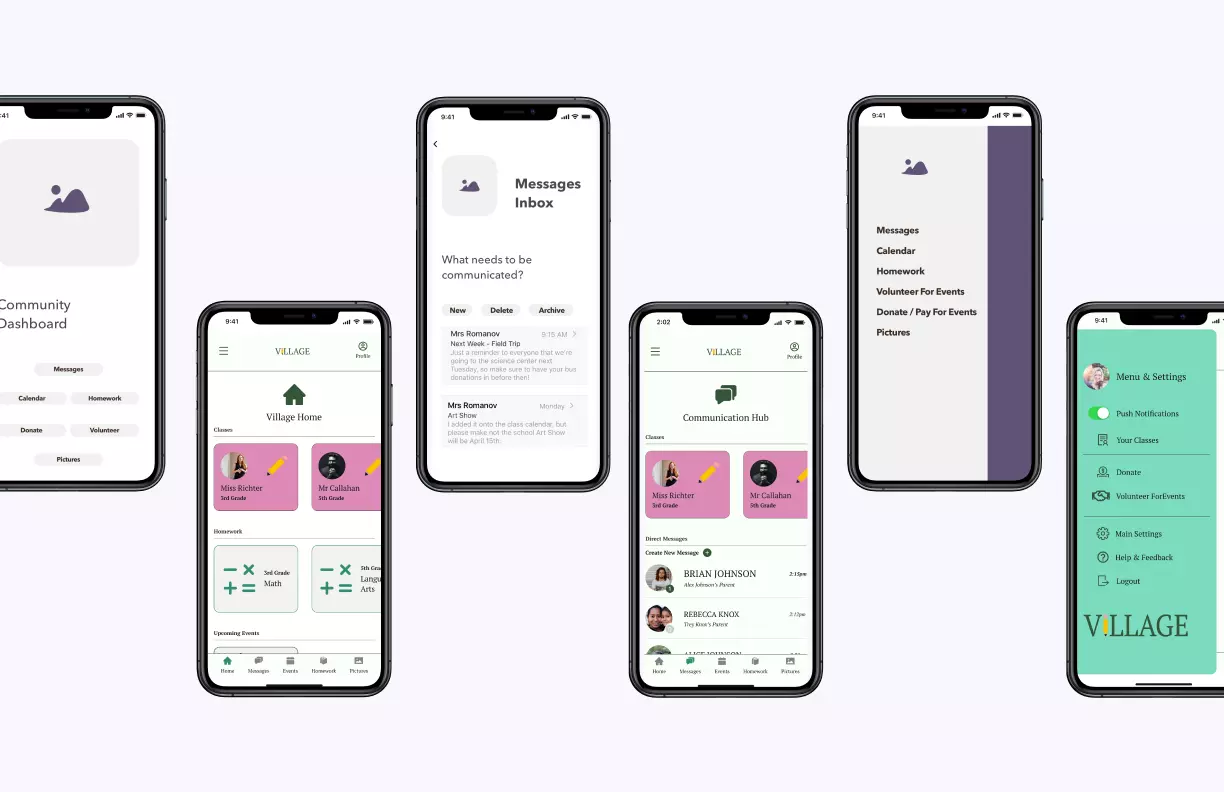 :41
Community
Dashboard
Messages
Calendar
Homework
Donate
Volunteer
Pictures
9:41
VILLAGE
Profile
Village Home
Classes
Miss Richter
3rd Grade
Mr Callahan
5th Grade
Homework
3rd Grade
Math
5th Gra
Langu
Arts
Upcoming Events
Home
Messages
Events
Homework
Pictures
9:41
Messages
Inbox
What needs to be
communicated?
New
Delete
Archive
Mrs Romanov
9:15 AM
Next Week - Field Trip
Just a reminder to everyone that we're
going to the science center next
Tuesday, so make sure to have your bus
donations in before then!
Mrs Romanov
Monday
Art Show
I added it onto the class calendar, but
please make not the school Art Show
will be April 15th.
2:02
VILLAGE
Profile
Communication Hub
Classes
Miss Richter
3rd Grade
Mr Callahan
5th Grade
Direct Messages
Create New Message
BRIAN JOHNSON
2:15pm
Alex Johnson's Parent
REBECCA KNOX
2:12pm
Trey Knox's Parent
ALICE JOHNSON
Home
Messages
Events
Homework
Pictures
9:41
Messages
Calendar
Homework
Volunteer For Events
Donate / Pay For Events
Pictures
9:41
Menu & Settings
Push Notifications
Your Classes
Donate
Volunteer ForEvents
Main Settings
Help & Feedback
Logout
VILLAGE